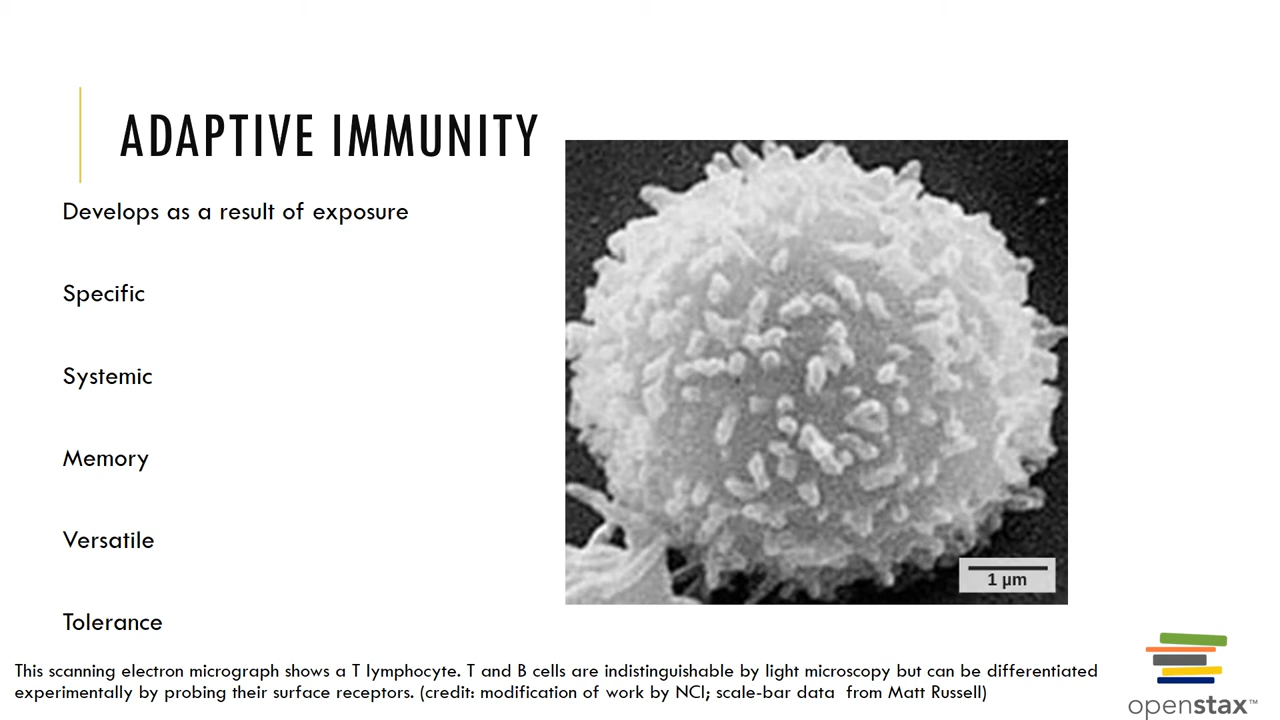 ADAPTIVE IMMUNITY
Develops as a result of exposure
Specific
Systemic
Memory
Versatile
Tolerance
1 µm
This scanning electron micrograph shows a T lymphocyte. T and B cells are indistinguishable by light microscopy but can be differentiated
experimentally by probing their surface receptors. (credit: modification of work by NCI; scale-bar data  from Matt Russell)
openstax™